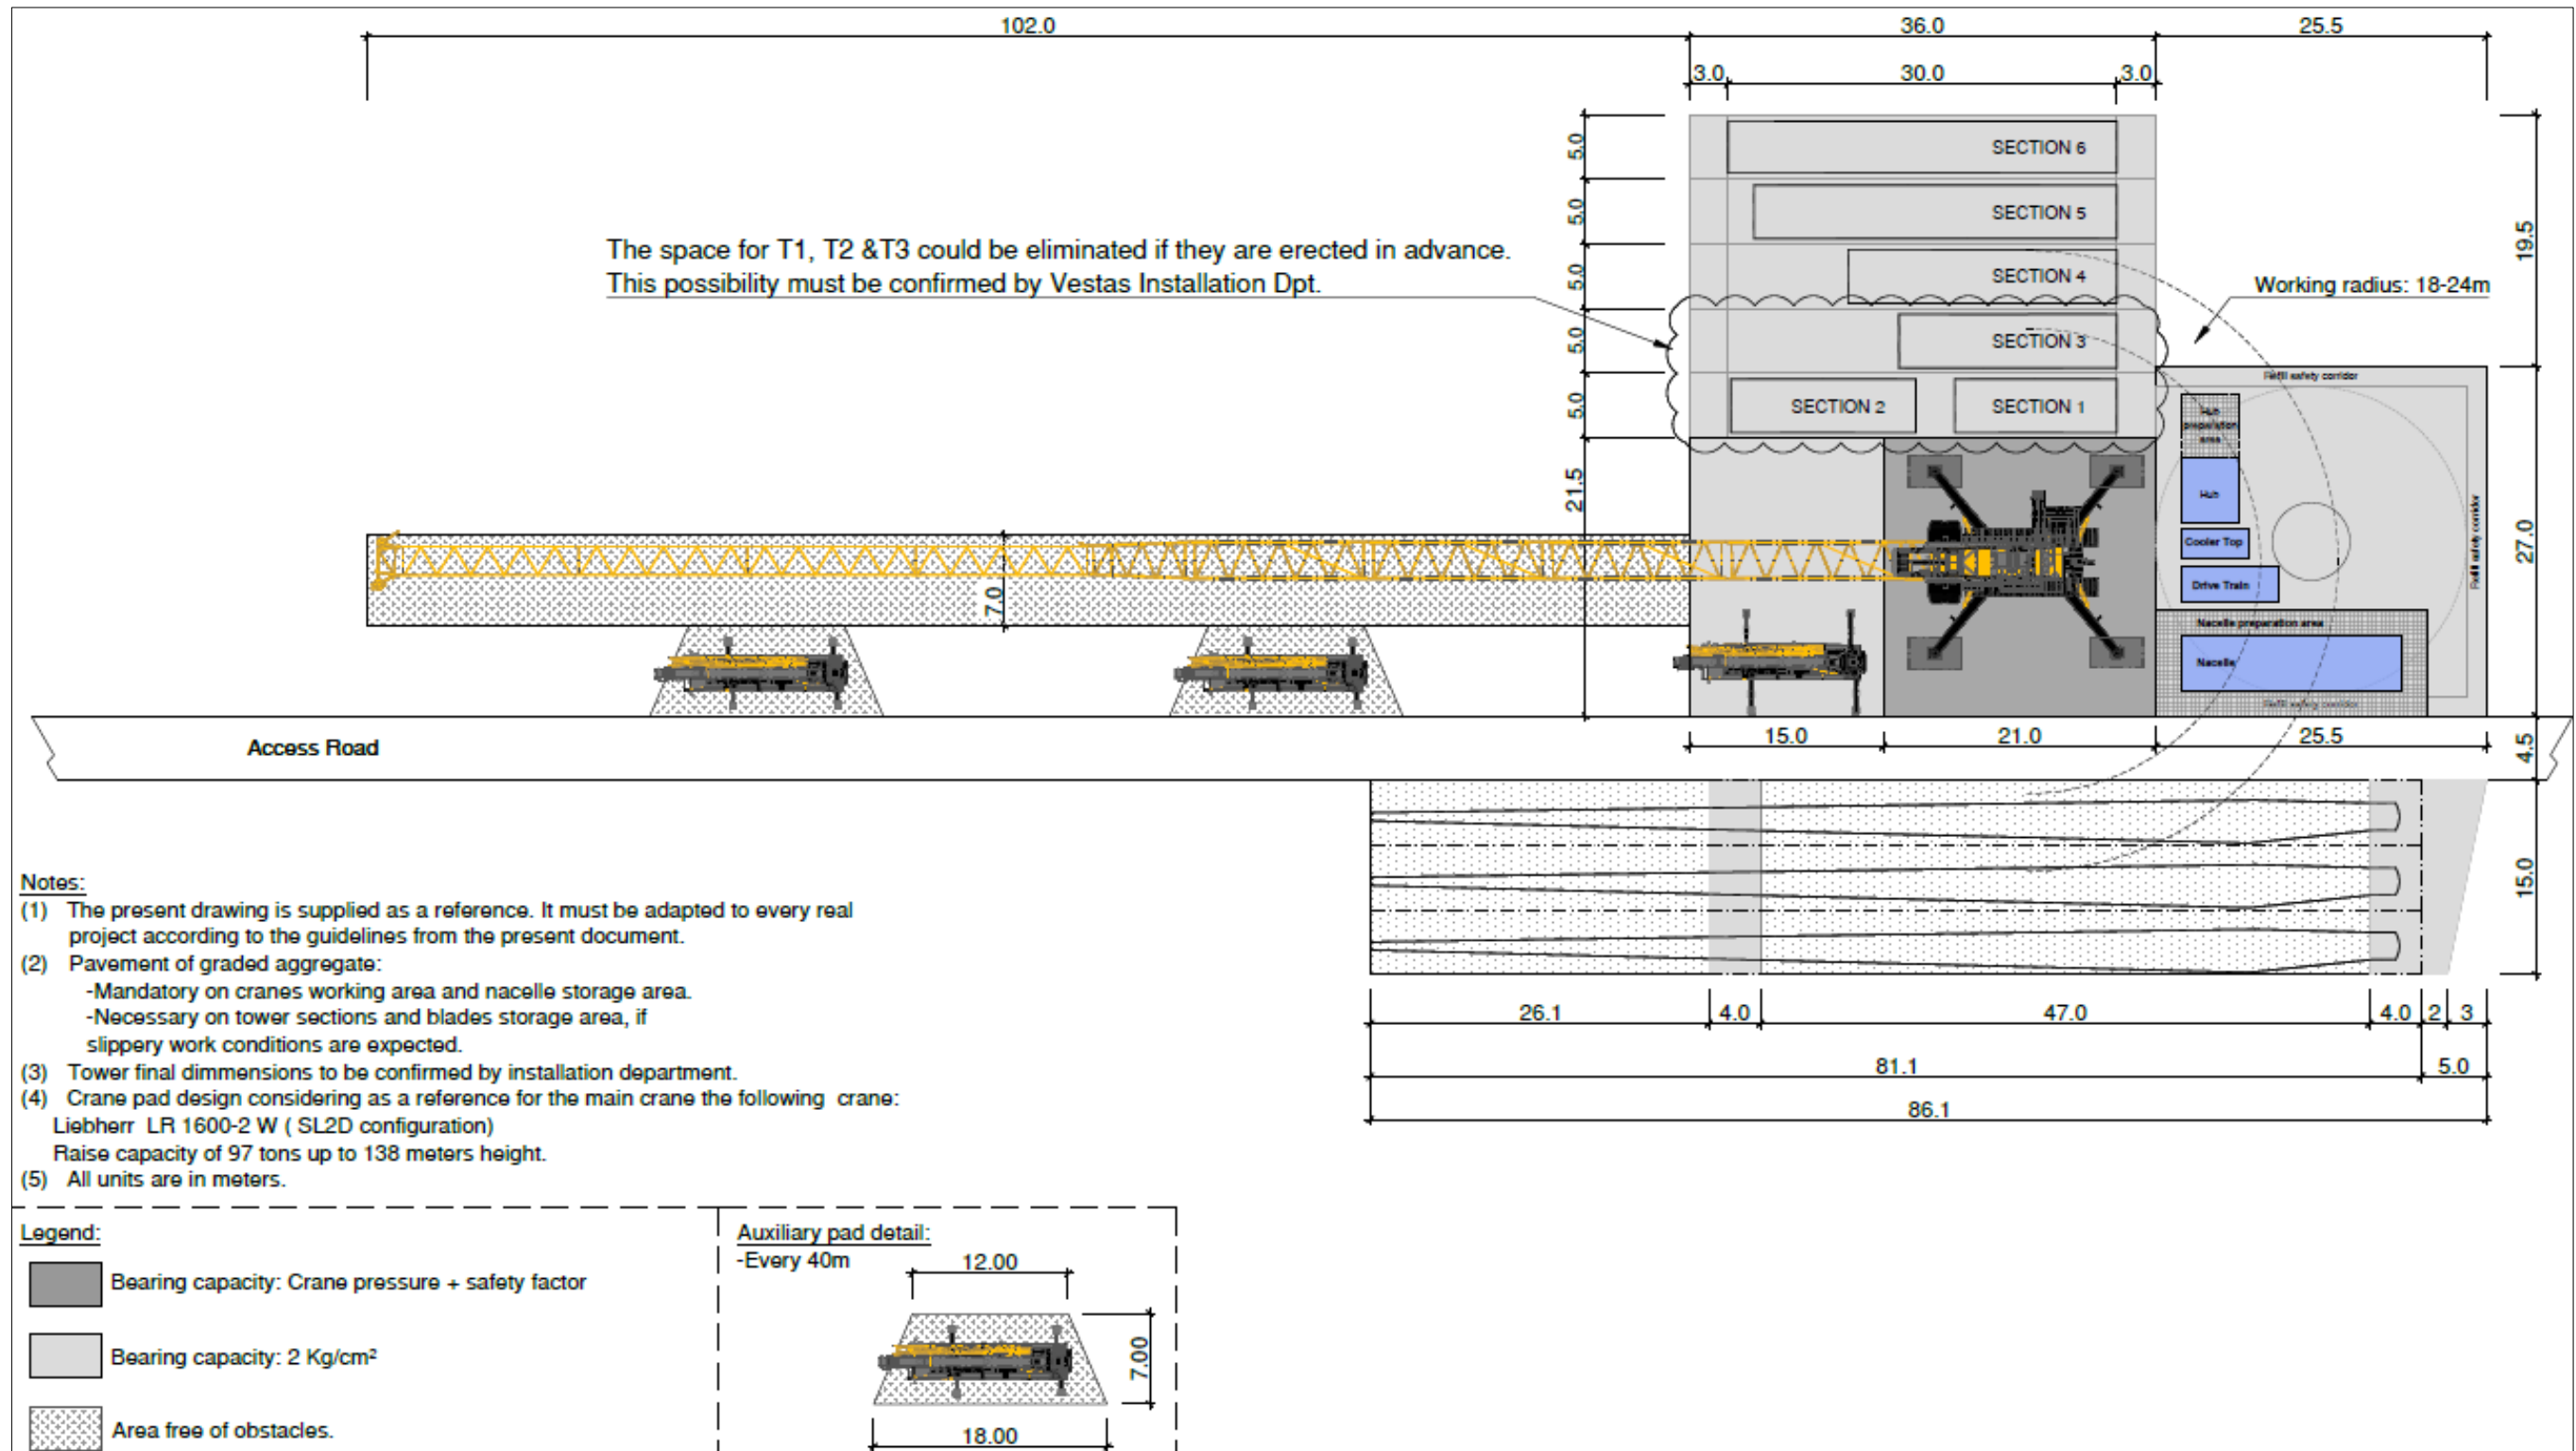 102.0
36.0
25.5
3.0
30.0
3.0
5.0
SECTION 6
5.0
SECTION 5
19.5
The space for T1, T2 &T3 could be eliminated if they are erected in advance.
This possibility must be confirmed by Vestas Installation Dpt.
5.0
SECTION 4
Working radius: 18-24m
5.0
SECTION 3
Refill safety corridor
5.0
SECTION 2
SECTION 1
Hub
preparation
area
21.5
Hub
Refill safety corridor
27.0
Cooler Top
Drive Train
7.0
Nacelle preparation area
Nacelle
Refill safety corridor
Access Road
15.0
21.0
25.5
4.5
15.0
Notes:
(1) The present drawing is supplied as a reference. It must be adapted to every real
project according to the guidelines from the present document.
(2) Pavement of graded aggregate:
-Mandatory on cranes working area and nacelle storage area.
-Necessary on tower sections and blades storage area, if
slippery work conditions are expected.
(3) Tower final dimmensions to be confirmed by installation department.
(4) Crane pad design considering as a reference for the main crane the following crane:
Liebherr LR 1600-2 W ( SL2D configuration)
Raise capacity of 97 tons up to 138 meters height.
(5) All units are in meters.
26.1
4.0
47.0
4.0
2
3
81.1
5.0
86.1
Legend:
Bearing capacity: Crane pressure + safety factor
Bearing capacity: 2 Kg/cm²
Area free of obstacles.
Auxiliary pad detail:
-Every 40m
12.00
7.00
18.00